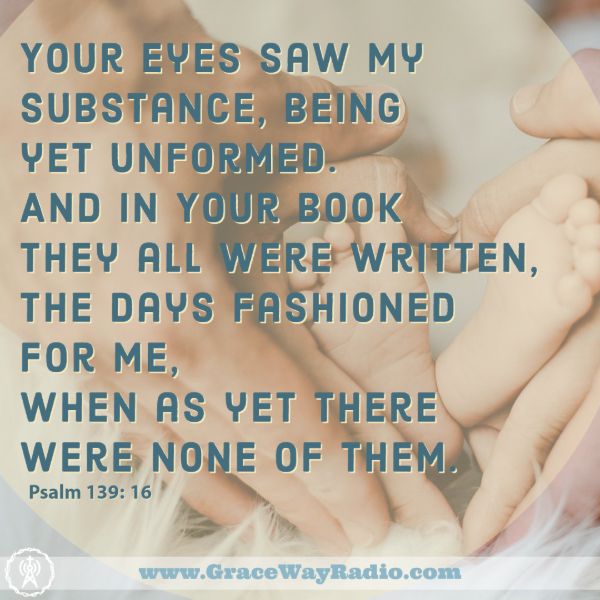 YOUR EYES SAW MY
SUBSTANCE, BEING
YET UNFORMED.
AND IN YOUR BOOK
THEY ALL WERE WRITTEN,
THE DAYS FASHIONED
FOR ME,
WHEN AS YET THERE
WERE NONE OF THEM.
Psalm 139: 16
www.GraceWayRadio.com